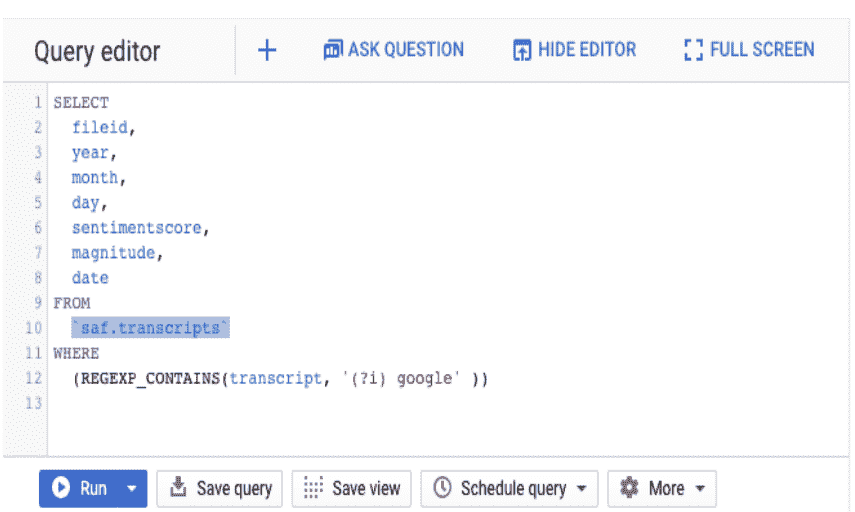 Query editor + ASK QUESTION HIDE EDITOR FULL SCREEN
1 SELECT
2 fileid,
3 year,
4 month,
5 day,
6 sentimentscore,
7 magnitude,
8 date
9 FROM
10 `saf.transcripts`
11 WHERE
12 (REGEXP_CONTAINS(transcript, '(?i) google' ))
13
Run Save query Save view Schedule query More